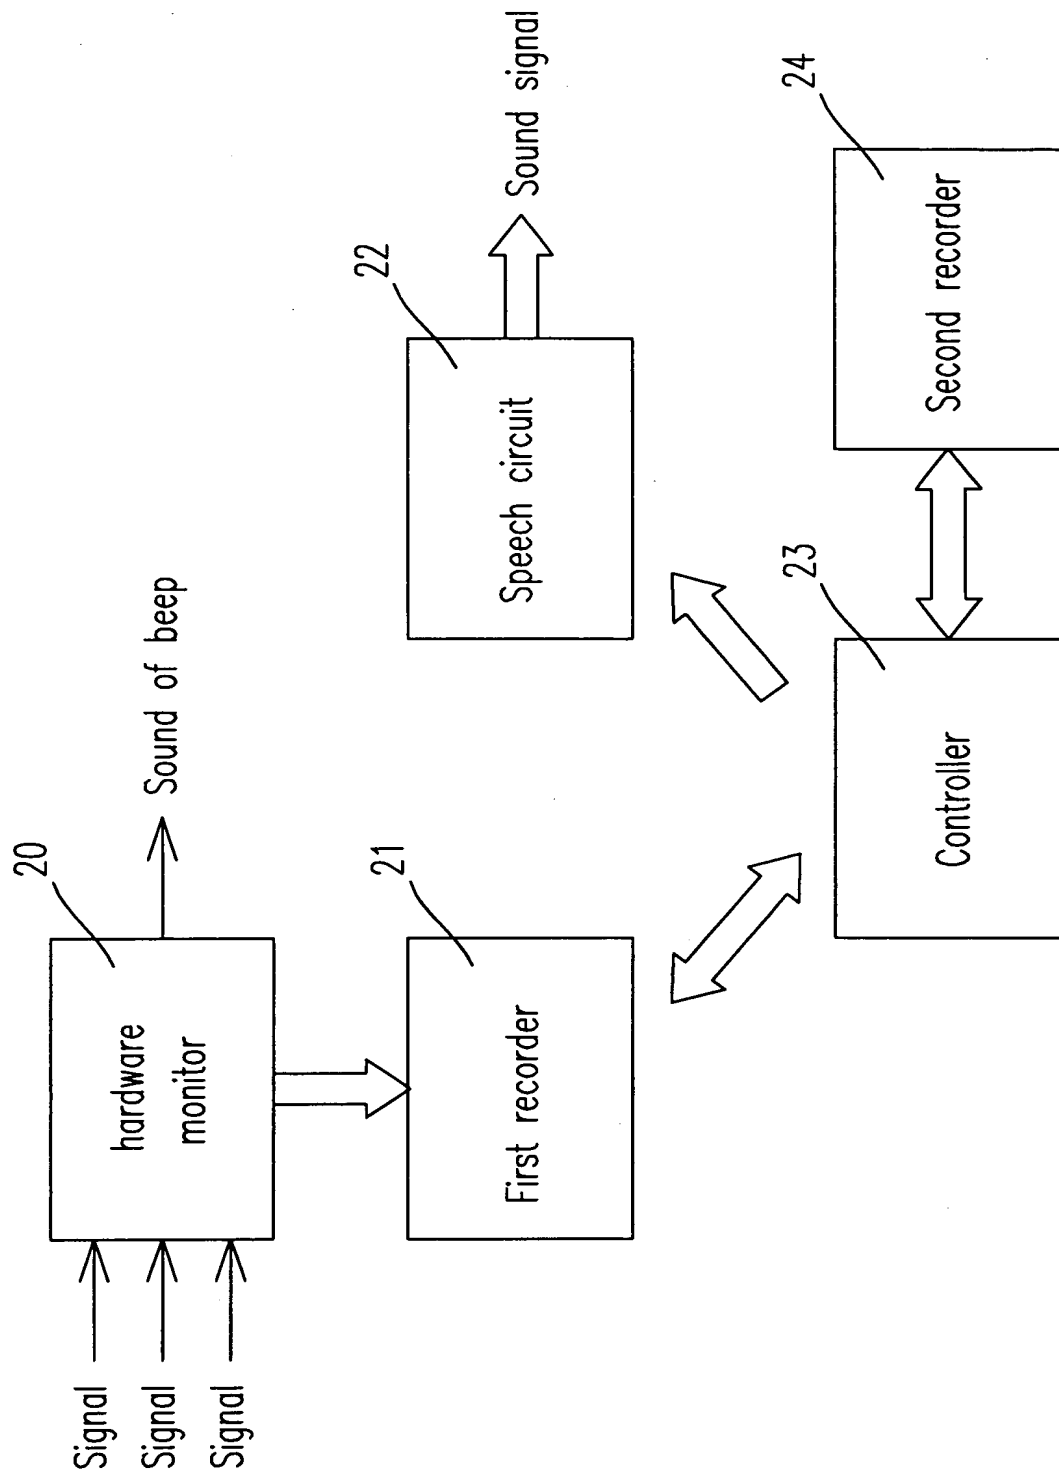 20
Signal
Signal
Signal
hardware
monitor
Sound of beep
21
First recorder
22
Speech circuit
Sound signal
23
Controller
24
Second recorder